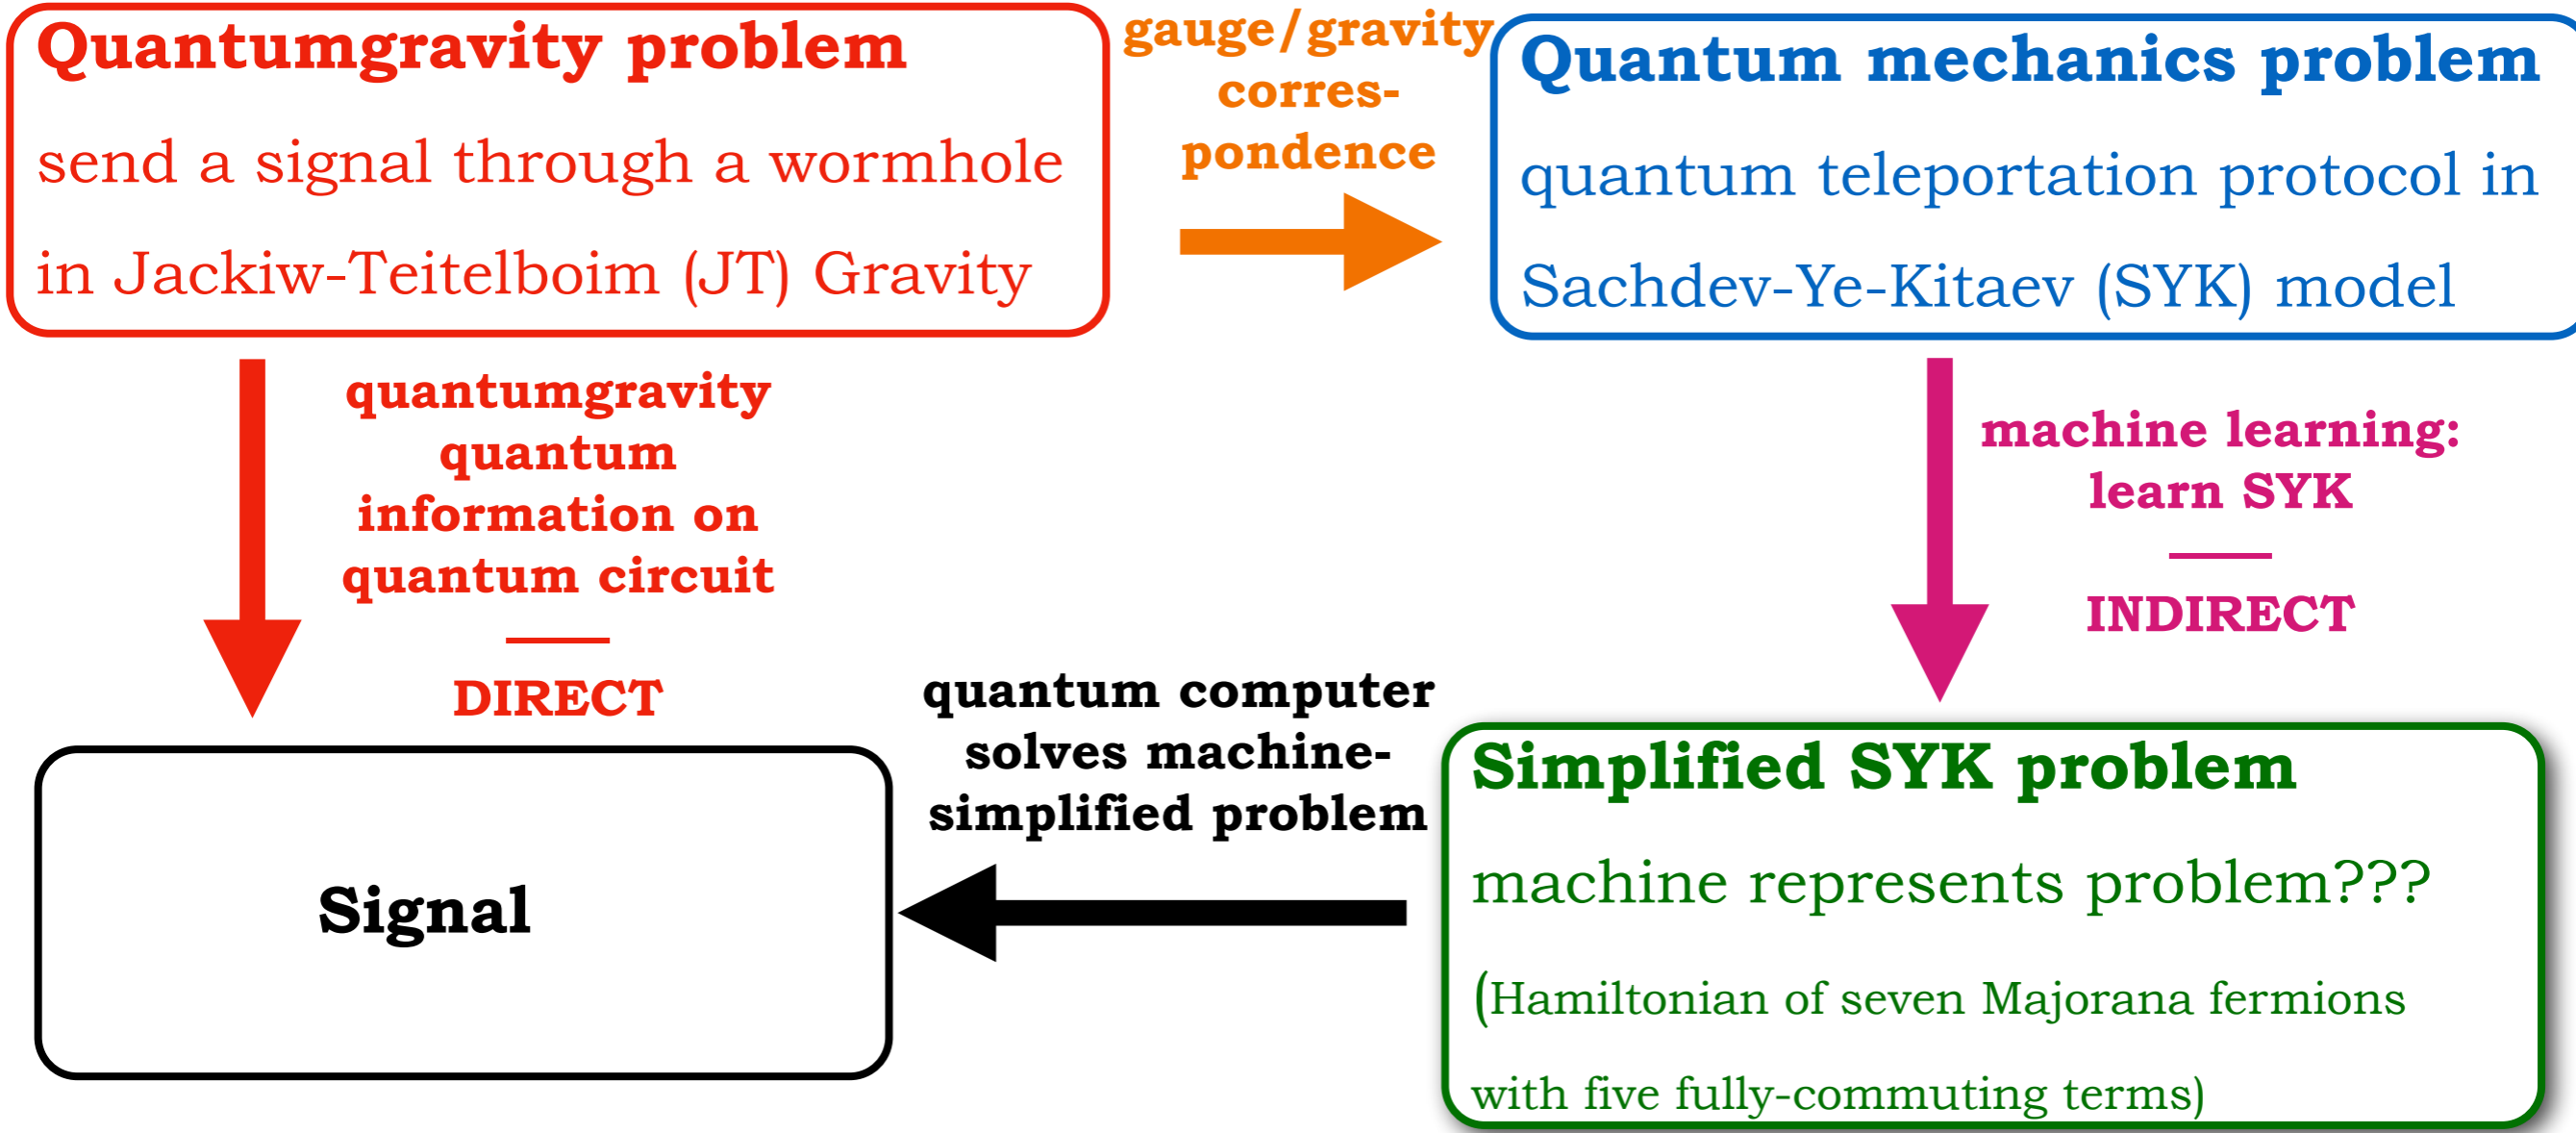 Quantumgravity problem
send a signal through a wormhole
in Jackiw-Teitelboim (JT) Gravity
gauge/gravity
corres-
pondence
Quantum mechanics problem
quantum teleportation protocol in
Sachdev-Ye-Kitaev (SYK) model
quantumgravity
quantum
information on
quantum circuit
DIRECT
machine learning:
learn SYK
INDIRECT
quantum computer
solves machine-
simplified problem
Signal
Simplified SYK problem
machine represents problem???
(Hamiltonian of seven Majorana fermions
with five fully-commuting terms)